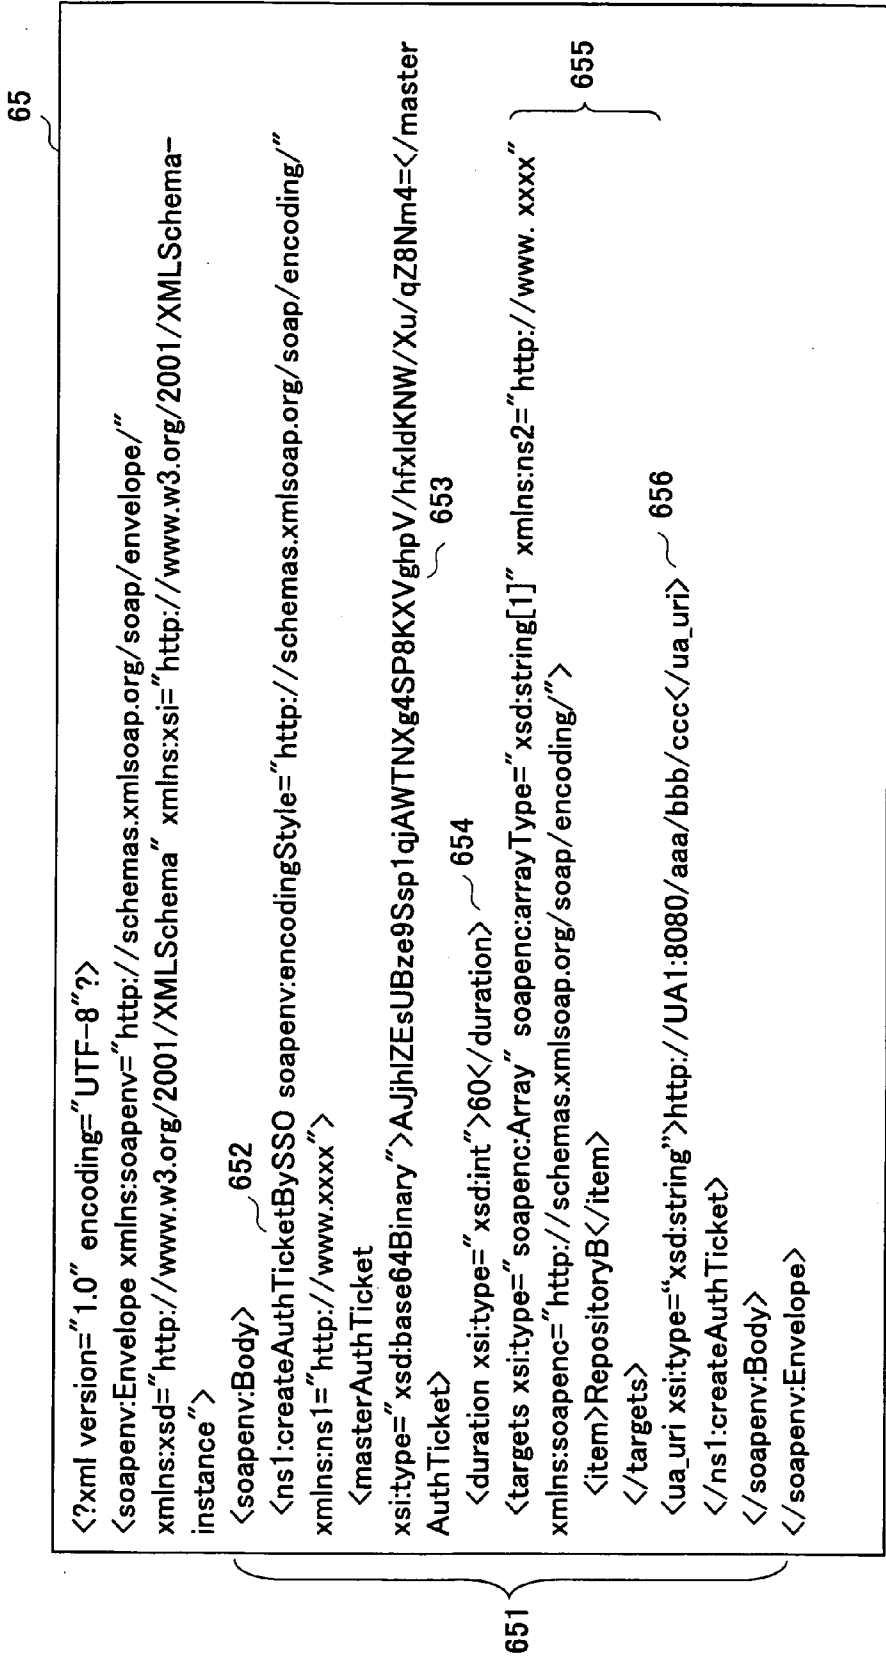 65
<?xml version="1.0" encoding="UTF-8"?>
<soapenv:Envelope xmlns:soapenv="http://schemas.xmlsoap.org/soap/envelope/"
xmlns:xsd="http://www.w3.org/2001/XMLSchema" xmlns:xsi="http://www.w3.org/2001/XMLSchema-
instance">
<soapenv:Body> 652
<ns1:createAuthTicketBySSO soapenv:encodingStyle="http://schemas.xmlsoap.org/soap/encoding/"
xmlns:ns1="http://www.xxxx">
<masterAuthTicket
xsi:type="xsd:base64Binary">AJjhIZEsUBze9Ssp1qjAWTNXg4SP8KXVghpV/hfxIdKNW/Xu/qZ8Nm4=</master
AuthTicket> 653
<duration xsi:type="xsd:int">60</duration> 654
<targets xsi:type="soapenc:Array" soapenc:arrayType="xsd:string[1]" xmlns:ns2="http://www. xxxx"
xmlns:soapenc="http://schemas.xmlsoap.org/soap/encoding/">
<item>RepositoryB</item>
</targets>
655
<ua_uri xsi:type="xsd:string">http://UA1:8080/aaa/bbb/ccc</ua_uri> 656
</ns1:createAuthTicket>
</soapenv:Body>
</soapenv:Envelope>
651